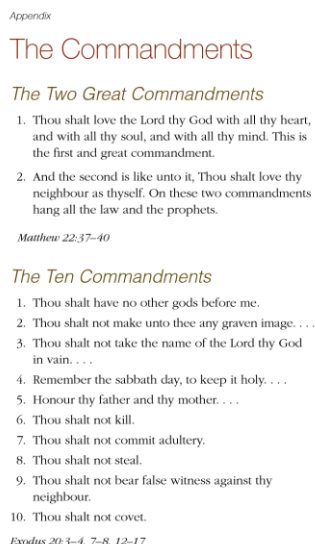 Appendix
The Commandments
The Two Great Commandments
1. Thou shalt love the Lord thy God with all thy heart,
and with all thy soul, and with all thy mind. This is
the first and great commandment.
2. And the second is like unto it, Thou shalt love thy
neighbour as thyself. On these two commandments
hang all the law and the prophets.
Matthew 22:37–40
The Ten Commandments
1. Thou shalt have no other gods before me.
2. Thou shalt not make unto thee any graven image. . . .
3. Thou shalt not take the name of the Lord thy God
in vain. . . .
4. Remember the sabbath day, to keep it holy. . . .
5. Honour thy father and thy mother. . . .
6. Thou shalt not kill.
7. Thou shalt not commit adultery.
8. Thou shalt not steal.
9. Thou shalt not bear false witness against thy
neighbour.
10. Thou shalt not covet.
Exodus 20:3–4, 7–8, 12–17